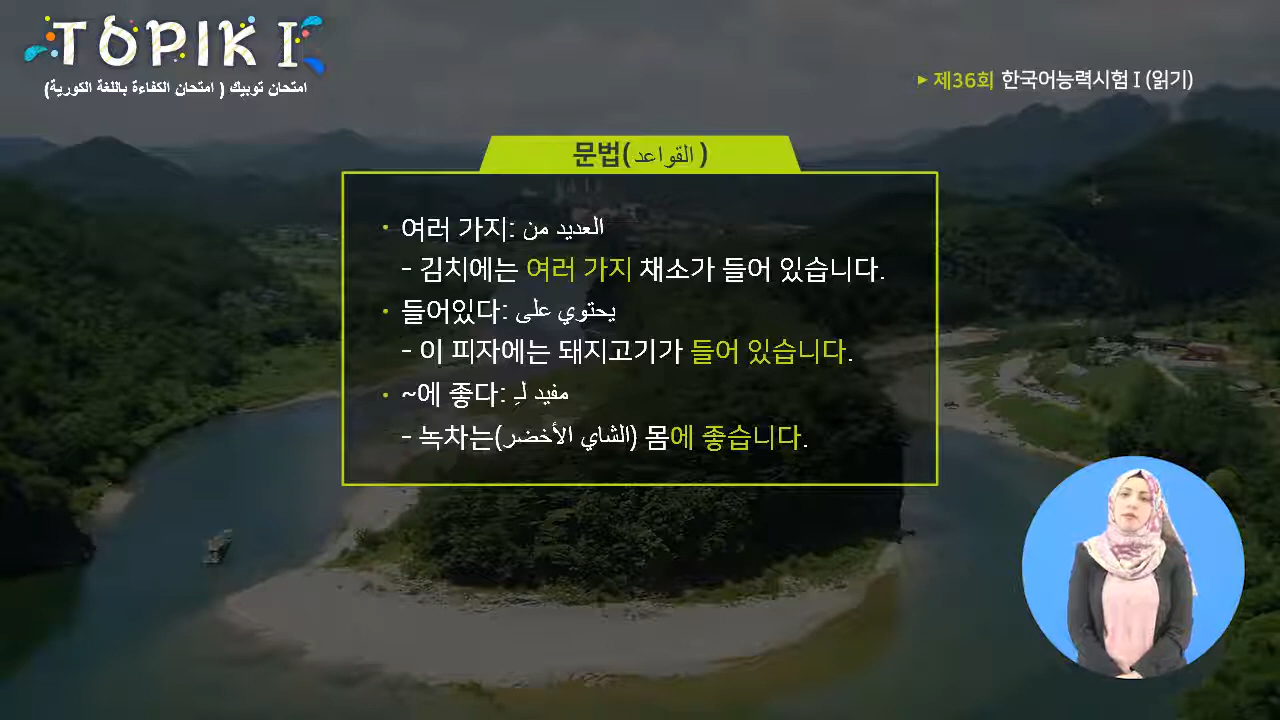 TOPIK I
امتحان توبيك ( امتحان الكفاءة باللغة الكورية)
▶ 제36회 한국어능력시험 I (읽기)
문법(القواعد)
• 여러 가지: العديد من
- 김치에는 여러 가지 채소가 들어 있습니다.
• 들어있다: يحتوي على
- 이 피자에는 돼지고기가 들어 있습니다.
• ~에 좋다: مفيد لـِ
- 녹차는(الشاي الأخضر) 몸에 좋습니다.